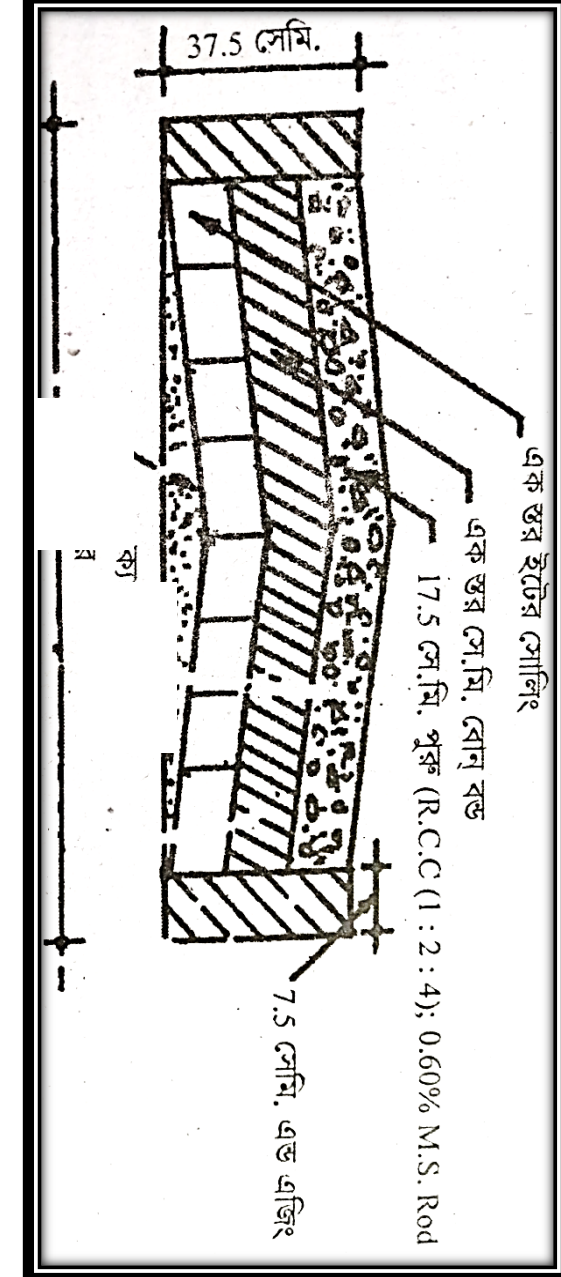 37.5 সেমি.
এক স্তর ইটের সোলিং
এক স্তর সে.মি. বোন্ বন্ড
17.5 সে.মি. পুরু (R.C.C (1 : 2 : 4); 0.60% M.S. Rod
7.5 সেমি. এন্ড এজিং